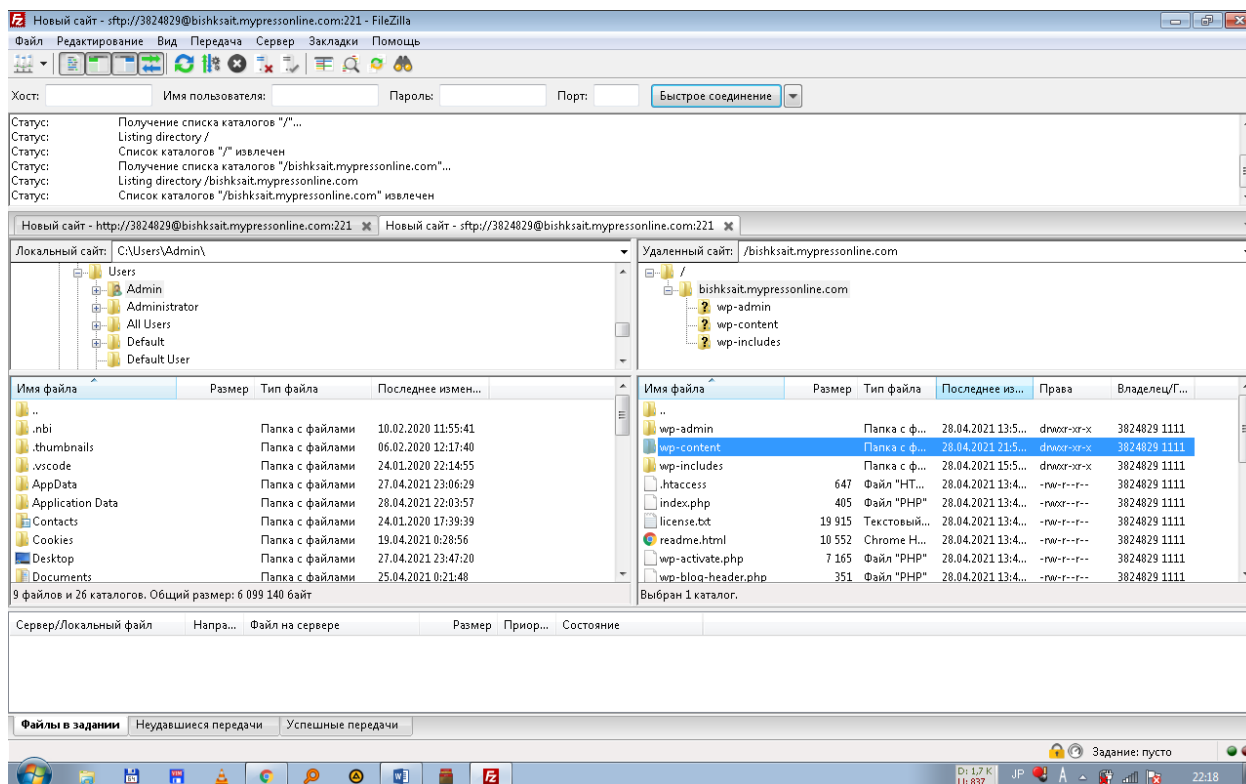 Новый сайт - sftp://3824829@bishksait.mypressonline.com:221 - FileZilla
Файл Редактирование Вид Передача Сервер Закладки Помощь
Хост: Имя пользователя: Пароль: Порт: Быстрое соединение
Статус: Получение списка каталогов "/"...
Статус: Listing directory /
Статус: Список каталогов "/" извлечен
Статус: Получение списка каталогов "/bishksait.mypressonline.com"...
Статус: Listing directory /bishksait.mypressonline.com
Статус: Список каталогов "/bishksait.mypressonline.com" извлечен
Новый сайт - http://3824829@bishksait.mypressonline.com:221 Новый сайт - sftp://3824829@bishksait.mypressonline.com:221
Локальный сайт: C:\Users\Admin\
Users
Admin
Administrator
All Users
Default
Default User
Удаленный сайт: /bishksait.mypressonline.com
/
bishksait.mypressonline.com
wp-admin
wp-content
wp-includes
Имя файла Размер Тип файла Последнее измен...
..
.nbi Папка с файлами 10.02.2020 11:55:41
.thumbnails Папка с файлами 06.02.2020 12:17:40
.vscode Папка с файлами 24.01.2020 22:14:55
AppData Папка с файлами 27.04.2021 23:06:29
Application Data Папка с файлами 28.04.2021 22:03:57
Contacts Папка с файлами 24.01.2020 17:39:39
Cookies Папка с файлами 19.04.2021 0:28:56
Desktop Папка с файлами 27.04.2021 23:47:20
Documents Папка с файлами 25.04.2021 0:21:48
9 файлов и 26 каталогов. Общий размер: 6 099 140 байт
Имя файла Размер Тип файла Последнее из... Права Владелец/Г...
..
wp-admin Папка с ф... 28.04.2021 13:5... drwxr-xr-x 3824829 1111
wp-content Папка с ф... 28.04.2021 21:5... drwxr-xr-x 3824829 1111
wp-includes Папка с ф... 28.04.2021 15:5... drwxr-xr-x 3824829 1111
.htaccess 647 Файл "HT... 28.04.2021 13:4... -rw-r--r-- 3824829 1111
index.php 405 Файл "PHP" 28.04.2021 13:4... -rwxr--r-- 3824829 1111
license.txt 19 915 Текстовый... 28.04.2021 13:4... -rw-r--r-- 3824829 1111
readme.html 10 552 Chrome H... 28.04.2021 13:4... -rw-r--r-- 3824829 1111
wp-activate.php 7 165 Файл "PHP" 28.04.2021 13:4... -rw-r--r-- 3824829 1111
wp-blog-header.php 351 Файл "PHP" 28.04.2021 13:4... -rw-r--r-- 3824829 1111
Выбран 1 каталог.
Сервер/Локальный файл Напра... Файл на сервере Размер Приор... Состояние
Файлы в задании Неудавшиеся передачи Успешные передачи
Задание: пусто
D: 1,7 K
U: 837
JP
22:18